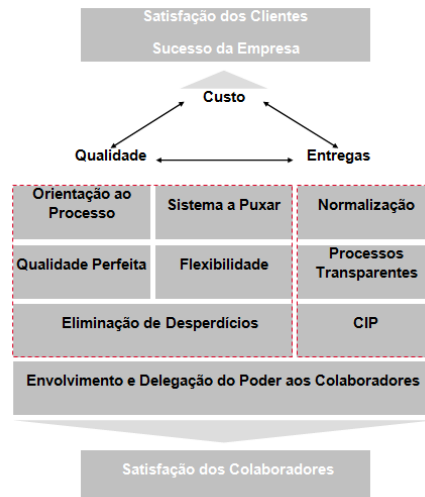 Satisfação dos Clientes
Sucesso da Empresa
Custo
Qualidade
Entregas
Orientação ao
Processo
Sistema a Puxar
Normalização
Qualidade Perfeita
Flexibilidade
Processos
Transparentes
Eliminação de Desperdícios
CIP
Envolvimento e Delegação do Poder aos Colaboradores
Satisfação dos Colaboradores